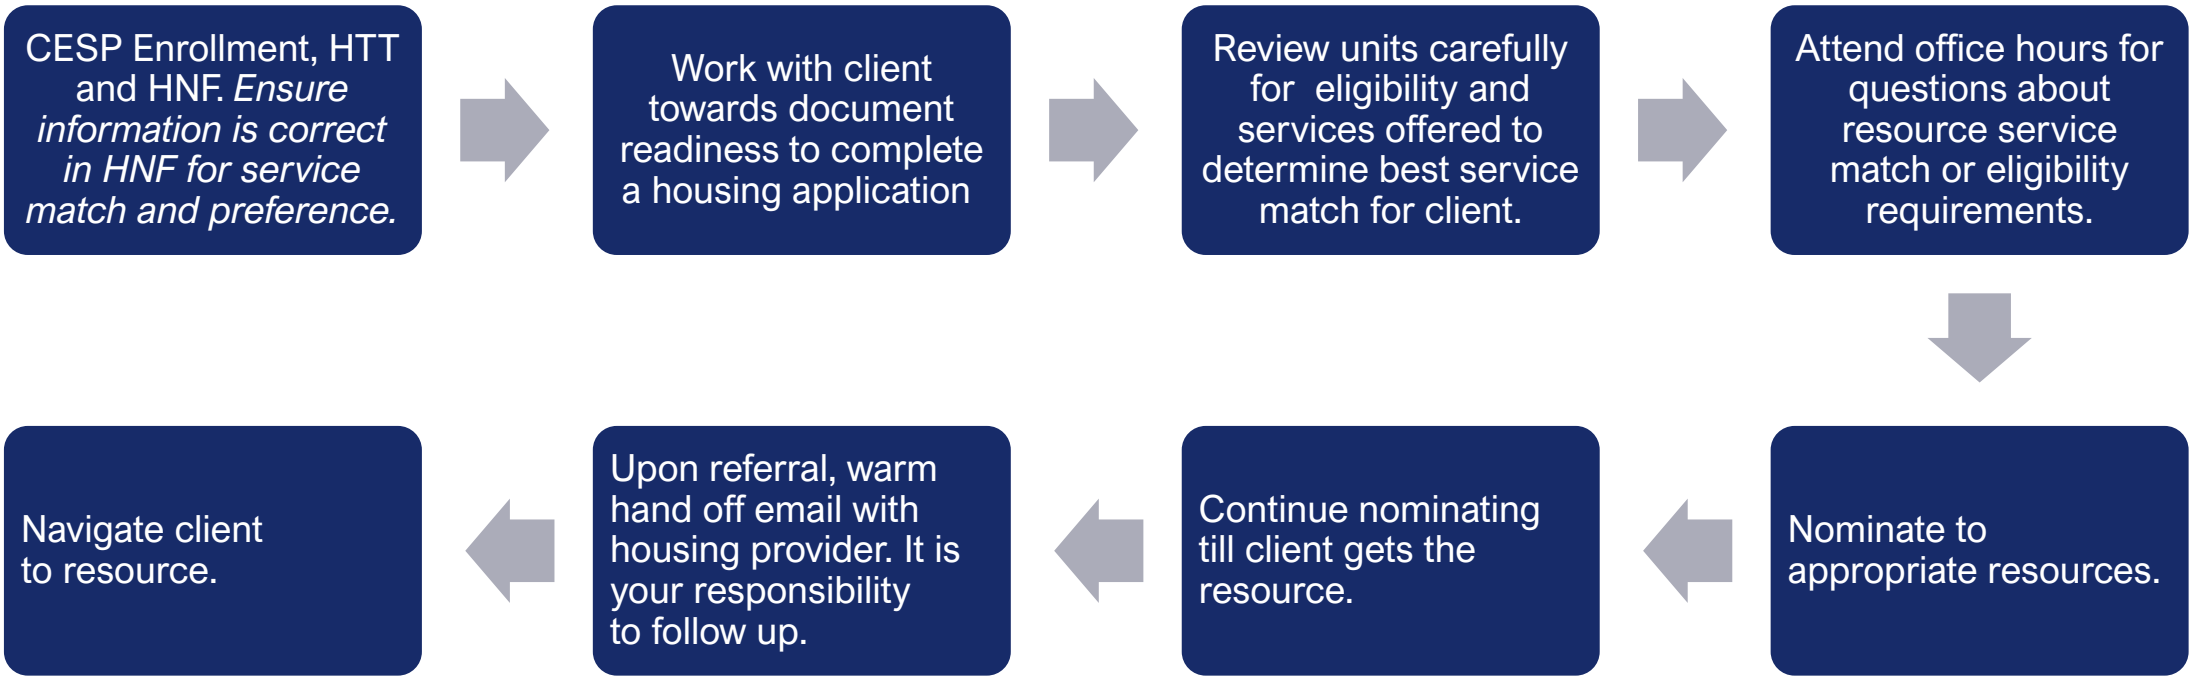 CESP Enrollment, HTT
and HNF. Ensure
information is correct
in HNF for service
match and preference.
Work with client
towards document
readiness to complete
a housing application
Review units carefully
for  eligibility and
services offered to
determine best service
match for client.
Attend office hours for
questions about
resource service
match or eligibility
requirements.
Nominate to
appropriate resources.
Continue nominating
till client gets the
resource.
Upon referral, warm
hand off email with
housing provider. It is
your responsibility
to follow up.
Navigate client
to resource.